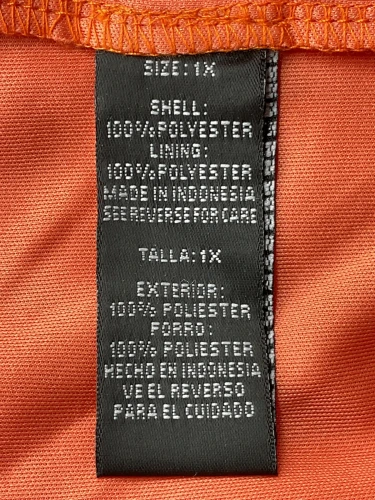 SIZE: 1X
SHELL:
100% POLYESTER
LINING:
100% POLYESTER
MADE IN INDONESIA
SEE REVERSE FOR CARE
TALLA: 1X
EXTERIOR:
100% POLIESTER
FORRO:
100% POLIESTER
HECHO EN INDONESIA
VE EL REVERSO
PARA EL CUIDADO